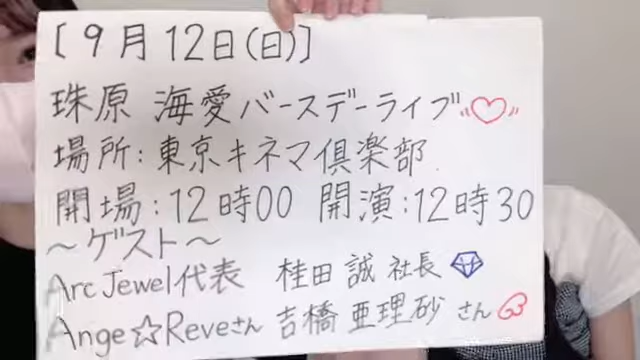 [9月12日(日)]
珠原 海愛バースデーライブ♡
場所:東京キネマ倶楽部
開場:12時00 開演:12時30
～ゲスト～
Arc Jewel代表 桂田 誠 社長
Ange☆Reveさん 吉橋 亜理砂 さん